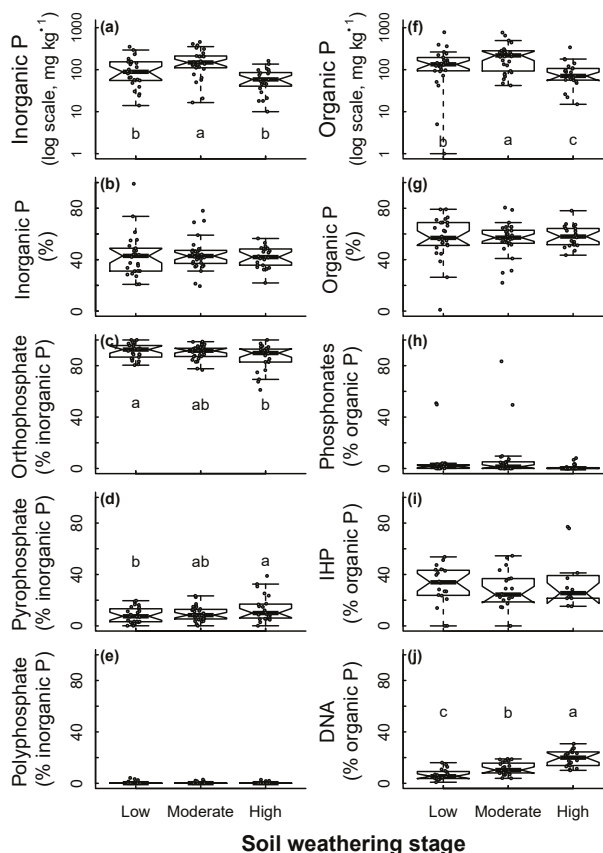 (a)
Inorganic P
(log scale, mg kg⁻¹)
1000
100
10
1
b a b
(b)
Inorganic P
(%)
80
40
0
(c)
Orthophosphate
(% inorganic P)
80
40
0
a ab b
(d)
Pyrophosphate
(% inorganic P)
80
40
0
b ab a
(e)
Polyphosphate
(% inorganic P)
80
40
0
Low Moderate High
(f)
Organic P
(log scale, mg kg⁻¹)
1000
100
10
1
b a c
(g)
Organic P
(%)
80
40
0
(h)
Phosphonates
(% organic P)
80
40
0
(i)
IHP
(% organic P)
80
40
0
(j)
DNA
(% organic P)
80
40
0
c b a
Low Moderate High
Soil weathering stage